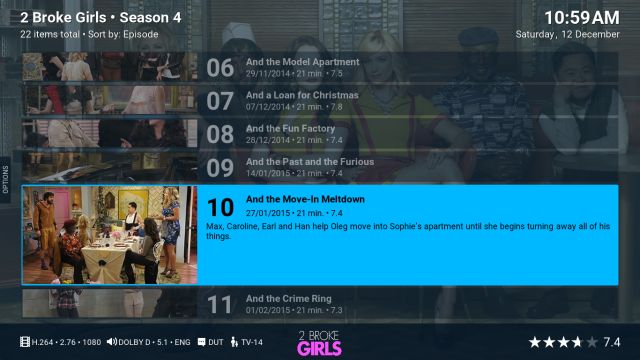 2 Broke Girls • Season 4
22 items total • Sort by: Episode
10:59AM
Saturday, 12 December
06
And the Model Apartment
29/11/2014 • 21 min. • 7.5
07
And a Loan for Christmas
07/12/2014 • 21 min. • 7.8
08
And the Fun Factory
28/12/2014 • 21 min. • 7.4
09
And the Past and the Furious
14/01/2015 • 21 min. • 7.4
OPTIONS
10
And the Move-In Meltdown
27/01/2015 • 21 min. • 7.4
Max, Caroline, Earl and Han help Oleg move into Sophie's apartment until she begins turning away all of his
things.
11
And the Crime Ring
01/02/2015 • 21 min. • 7.3
H.264 • 2.76 • 1080 DOLBY D • 5.1 • ENG DUT TV-14
2 BROKE
GIRLS
7.4